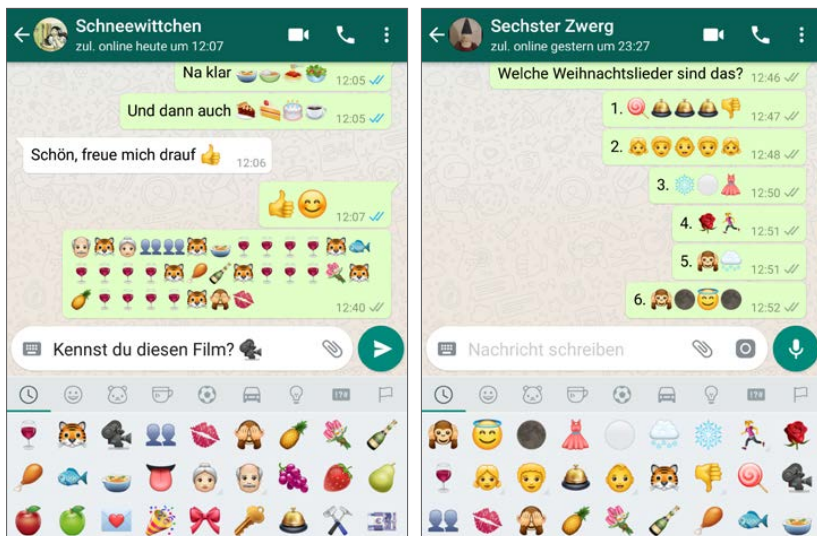 Schneewittchen
zul. online heute um 12:07
Na klar 🍲🍜🍝🥗 12:05
Und dann auch 🍫🍰🎂☕ 12:05
Schön, freue mich drauf 👍 12:06
👍😊 12:07
12:40
Kennst du diesen Film?
Sechster Zwerg
zul. online gestern um 23:27
Welche Weihnachtslieder sind das? 12:46
1. 🍭🛎🛎🛎👎 12:47
2. 👧👦👶👦👧 12:48
3. ❄⚪👗 12:50
4. 🌹🏃‍♀️ 12:51
5. 🙉🌨 12:51
6. 🙉🌑😇🌑 12:52
Nachricht schreiben